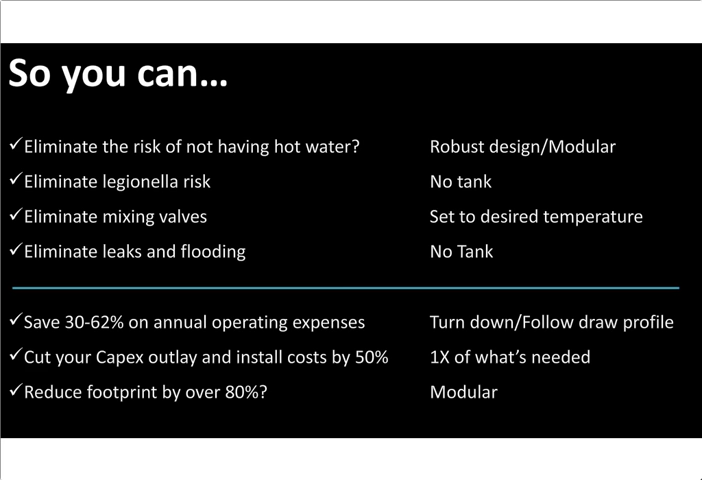 So you can...
✓Eliminate the risk of not having hot water? Robust design/Modular
✓Eliminate legionella risk No tank
✓Eliminate mixing valves Set to desired temperature
✓Eliminate leaks and flooding No Tank
✓Save 30-62% on annual operating expenses Turn down/Follow draw profile
✓Cut your Capex outlay and install costs by 50% 1X of what's needed
✓Reduce footprint by over 80%? Modular